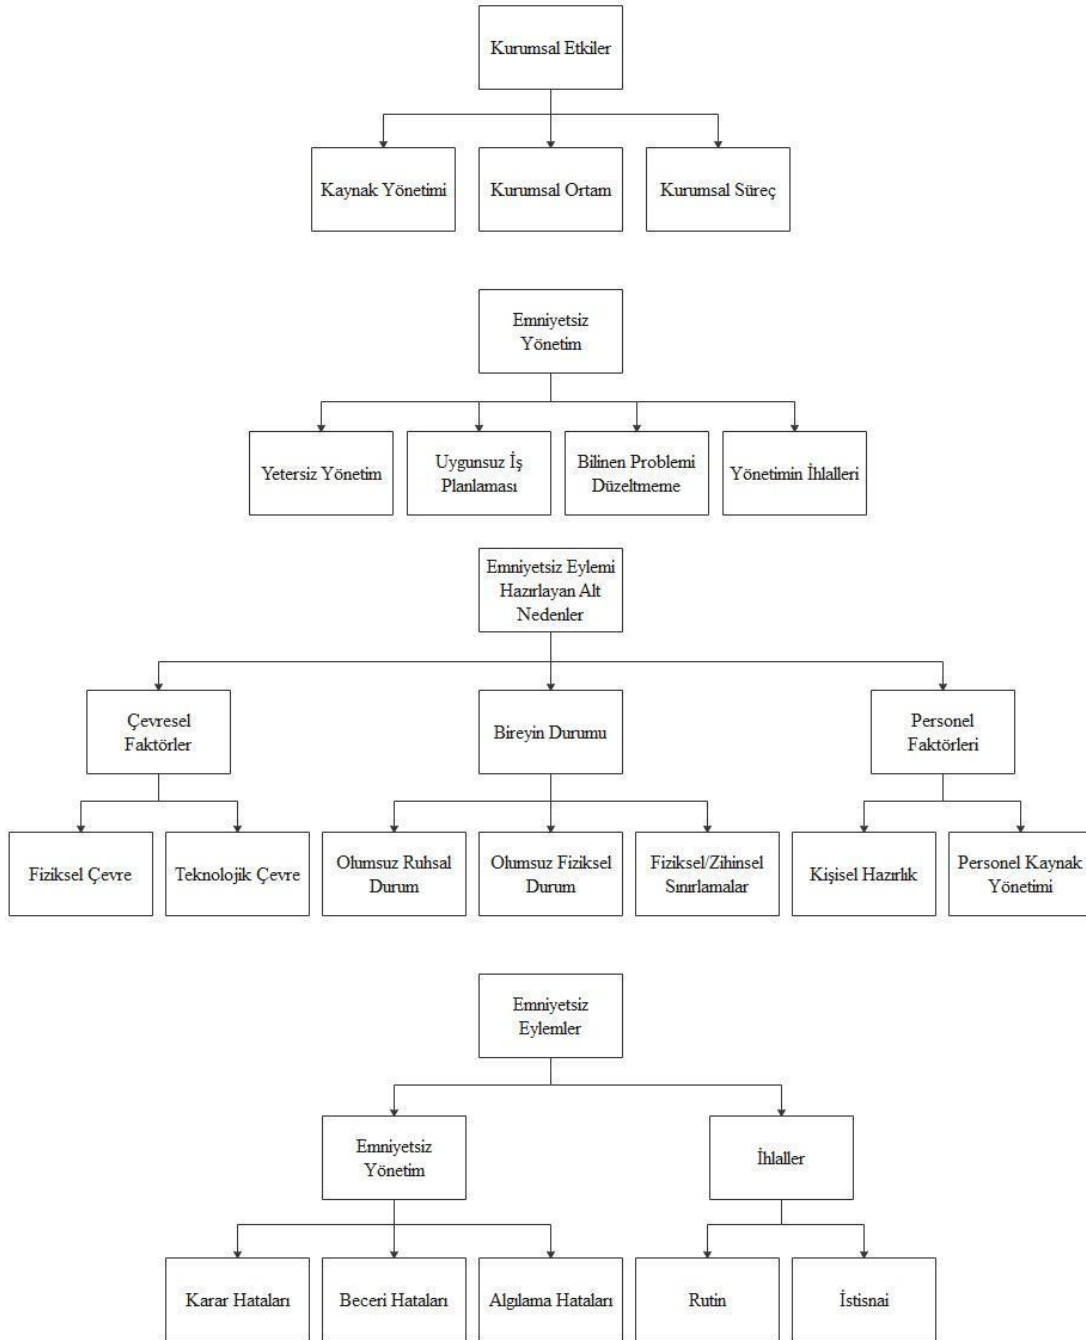 Kurumsal Etkiler
Kaynak Yönetimi
Kurumsal Ortam
Kurumsal Süreç
Emniyetsiz
Yönetim
Yetersiz Yönetim
Uygunsuz İş
Planlaması
Bilinen Problemi
Düzeltmeme
Yönetimin İhlalleri
Emniyetsiz Eylemi
Hazırlayan Alt
Nedenler
Çevresel
Faktörler
Bireyin Durumu
Personel
Faktörleri
Fiziksel Çevre
Teknolojik Çevre
Olumsuz Ruhsal
Durum
Olumsuz Fiziksel
Durum
Fiziksel/Zihinsel
Sınırlamalar
Kişisel Hazırlık
Personel Kaynak
Yönetimi
Emniyetsiz
Eylemler
Emniyetsiz
Yönetim
İhlaller
Karar Hataları
Beceri Hataları
Algılama Hataları
Rutin
İstisnai